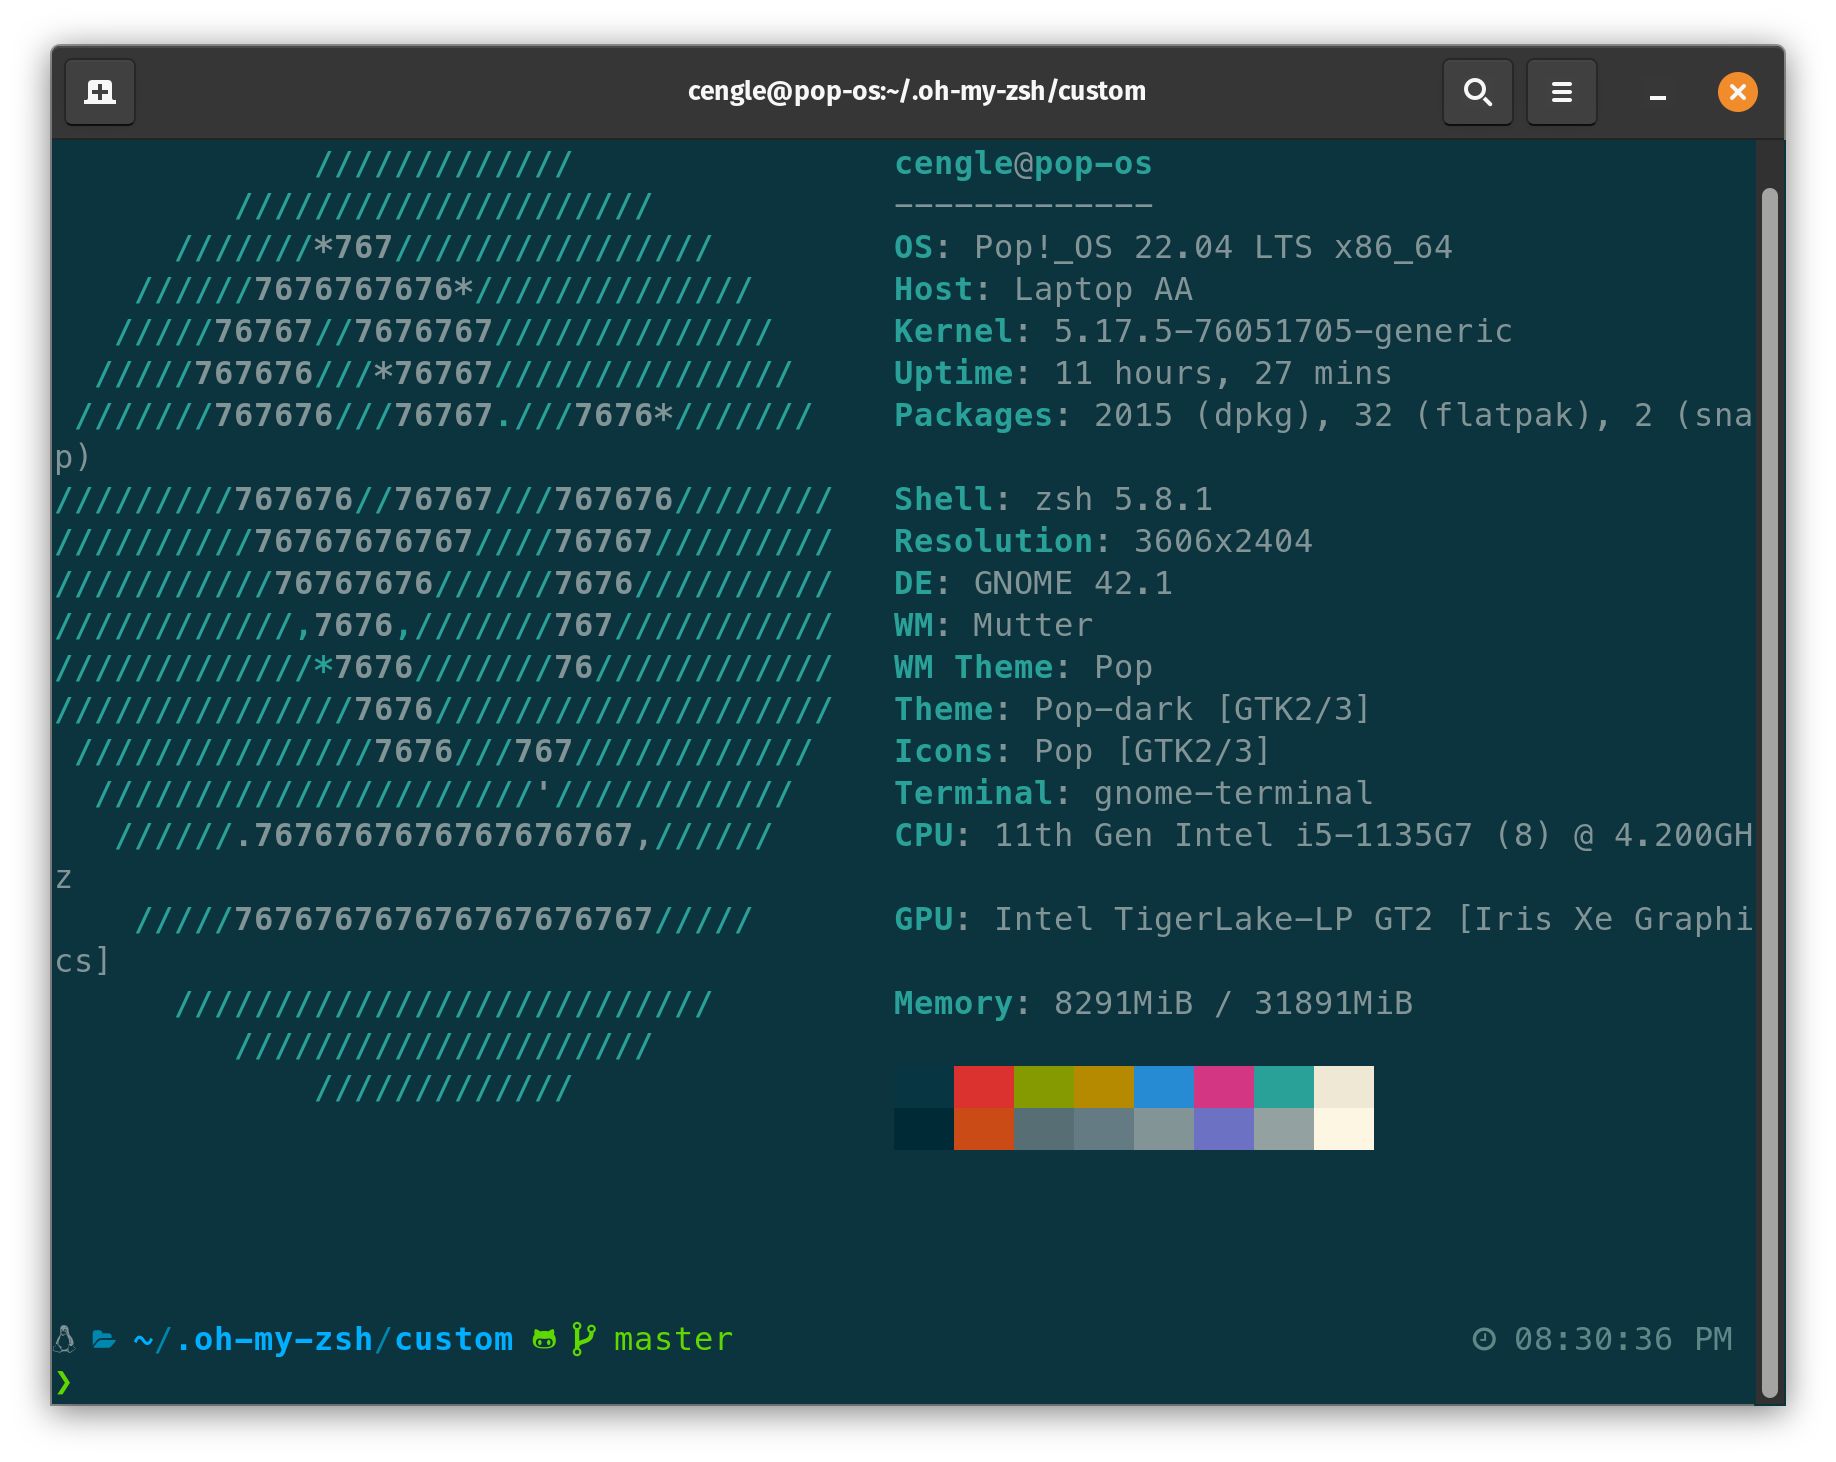 cengle@pop-os:~/.oh-my-zsh/custom
             /////////////                cengle@pop-os
         /////////////////////            -------------
      ///////*767////////////////         OS: Pop!_OS 22.04 LTS x86_64
    //////7676767676*//////////////       Host: Laptop AA
   /////76767//7676767//////////////      Kernel: 5.17.5-76051705-generic
  /////767676///*76767///////////////     Uptime: 11 hours, 27 mins
 ///////767676///76767.///7676*///////    Packages: 2015 (dpkg), 32 (flatpak), 2 (sna
p)
/////////767676//76767///767676////////   Shell: zsh 5.8.1
//////////76767676767////76767/////////   Resolution: 3606x2404
///////////76767676//////7676//////////   DE: GNOME 42.1
////////////,7676,///////767///////////   WM: Mutter
/////////////*7676///////76////////////   WM Theme: Pop
///////////////7676////////////////////   Theme: Pop-dark [GTK2/3]
 ///////////////7676///767////////////    Icons: Pop [GTK2/3]
  //////////////////////'////////////     Terminal: gnome-terminal
   //////.7676767676767676767,//////      CPU: 11th Gen Intel i5-1135G7 (8) @ 4.200GH
z
    /////767676767676767676767/////       GPU: Intel TigerLake-LP GT2 [Iris Xe Graphi
cs]
      ///////////////////////////         Memory: 8291MiB / 31891MiB
         /////////////////////
             /////////////
~/.oh-my-zsh/custom master 08:30:36 PM
❯